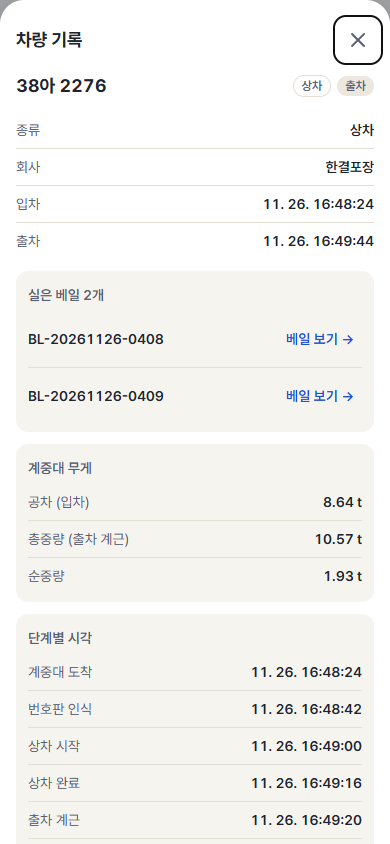 차량 기록
38아 2276 상차 출차
종류 상차
회사 한결포장
입차 11. 26. 16:48:24
출차 11. 26. 16:49:44
실은 베일 2개
BL-20261126-0408 베일 보기 →
BL-20261126-0409 베일 보기 →
계중대 무게
공차 (입차) 8.64 t
총중량 (출차 계근) 10.57 t
순중량 1.93 t
단계별 시각
계중대 도착 11. 26. 16:48:24
번호판 인식 11. 26. 16:48:42
상차 시작 11. 26. 16:49:00
상차 완료 11. 26. 16:49:16
출차 계근 11. 26. 16:49:20